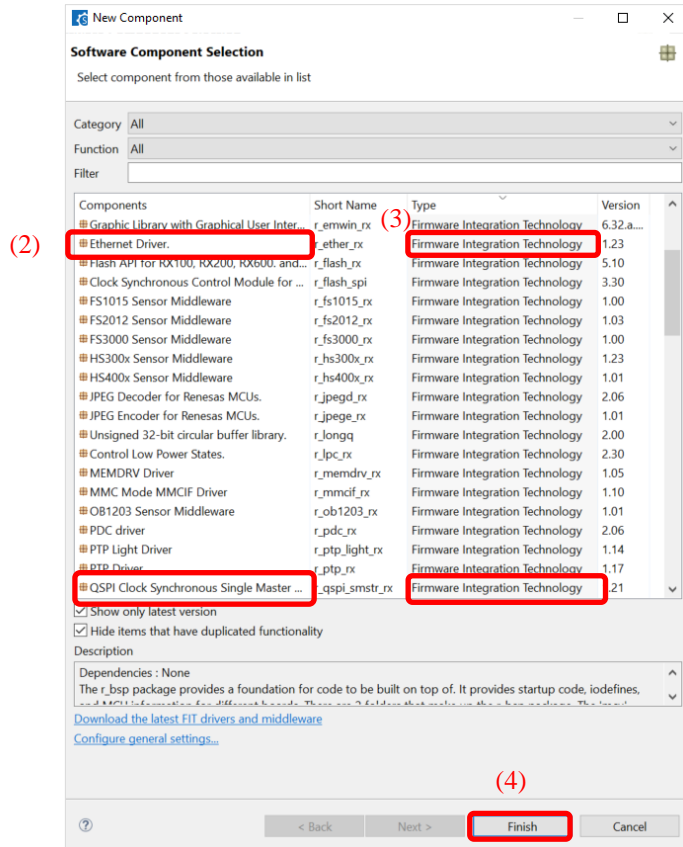 New Component
Software Component Selection
Select component from those available in list
Category All
Function All
Filter
Components Short Name Type Version
(3)
Graphic Library with Graphical User Inter... r_emwin_rx Firmware Integration Technology 6.32.a....
(2)
Ethernet Driver. r_ether_rx Firmware Integration Technology 1.23
Flash API for RX100, RX200, RX600. and... r_flash_rx Firmware Integration Technology 5.10
Clock Synchronous Control Module for ... r_flash_spi Firmware Integration Technology 3.30
FS1015 Sensor Middleware r_fs1015_rx Firmware Integration Technology 1.00
FS2012 Sensor Middleware r_fs2012_rx Firmware Integration Technology 1.03
FS3000 Sensor Middleware r_fs3000_rx Firmware Integration Technology 1.00
HS300x Sensor Middleware r_hs300x_rx Firmware Integration Technology 1.23
HS400x Sensor Middleware r_hs400x_rx Firmware Integration Technology 1.01
JPEG Decoder for Renesas MCUs. r_jpegd_rx Firmware Integration Technology 2.06
JPEG Encoder for Renesas MCUs. r_jpege_rx Firmware Integration Technology 1.01
Unsigned 32-bit circular buffer library. r_longq Firmware Integration Technology 2.00
Control Low Power States. r_lpc_rx Firmware Integration Technology 2.30
MEMDRV Driver r_memdrv_rx Firmware Integration Technology 1.05
MMC Mode MMCIF Driver r_mmcif_rx Firmware Integration Technology 1.10
OB1203 Sensor Middleware r_ob1203_rx Firmware Integration Technology 1.01
PDC driver r_pdc_rx Firmware Integration Technology 2.06
PTP Light Driver r_ptp_light_rx Firmware Integration Technology 1.14
PTP Driver r_ptp_rx Firmware Integration Technology 1.17
QSPI Clock Synchronous Single Master ... r_qspi_smstr_rx Firmware Integration Technology .21
Show only latest version
Hide items that have duplicated functionality
Description
Dependencies : None
The r_bsp package provides a foundation for code to be built on top of. It provides startup code, iodefines,
Download the latest FIT drivers and middleware
Configure general settings...
(4)
< Back Next > Finish Cancel